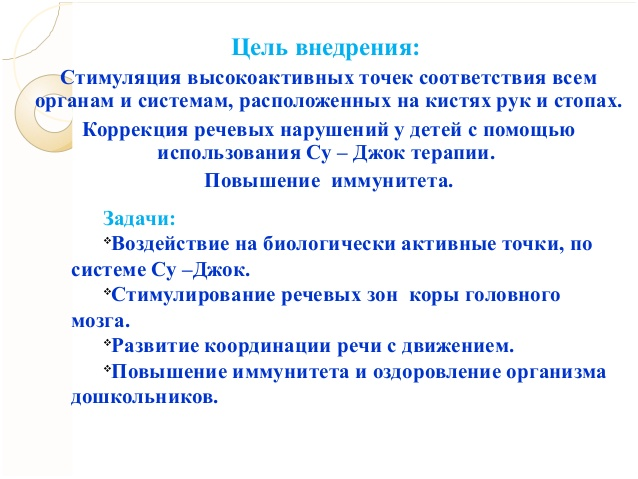 Цель внедрения:
Стимуляция высокоактивных точек соответствия всем
органам и системам, расположенных на кистях рук и стопах.
Коррекция речевых нарушений у детей с помощью
использования Су – Джок терапии.
Повышение иммунитета.
Задачи:
❖Воздействие на биологически активные точки, по
системе Су –Джок.
❖Стимулирование речевых зон коры головного
мозга.
❖Развитие координации речи с движением.
❖Повышение иммунитета и оздоровление организма
дошкольников.